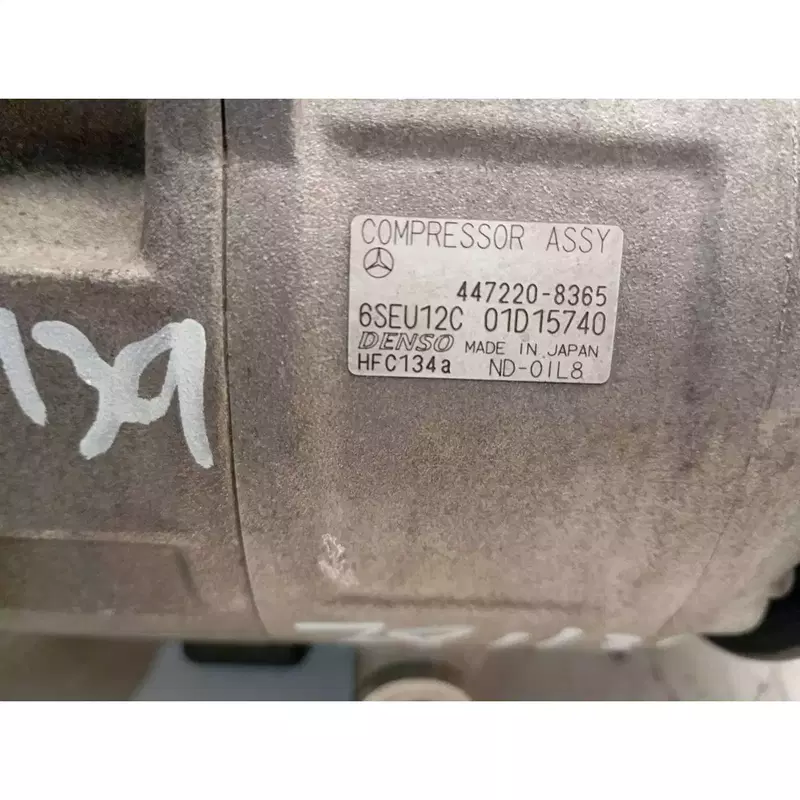 COMPRESSOR ASSY
447220-8365
6SEU12C 01D15740
DENSO MADE IN JAPAN
HFC134a ND-OIL8